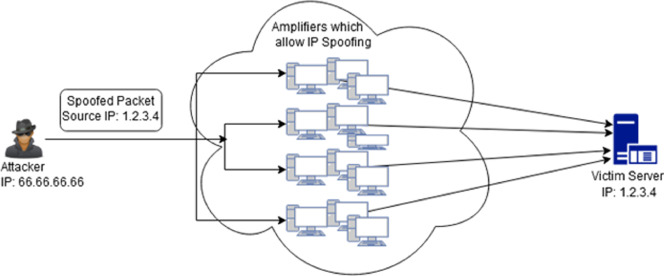 Amplifiers which
allow IP Spoofing
Spoofed Packet
Source IP: 1.2.3.4
Attacker
IP: 66.66.66.66
Victim Server
IP: 1.2.3.4